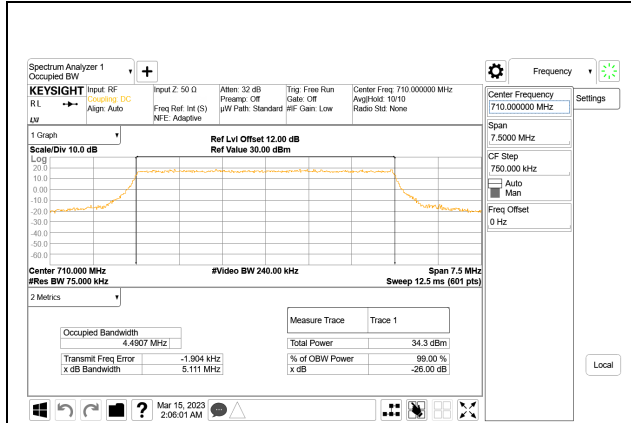 Spectrum Analyzer 1
Occupied BW
Frequency
KEYSIGHT
Input: RF
Coupling: DC
Align: Auto
Input Z: 50 Ω
Freq Ref: Int (S)
NFE: Adaptive
Atten: 32 dB
Preamp: Off
µW Path: Standard
Trig: Free Run
Gate: Off
#IF Gain: Low
Center Freq: 710.000000 MHz
Avg|Hold: 10/10
Radio Std: None
R L
LXI
Center Frequency
710.000000 MHz
Settings
Span
7.5000 MHz
CF Step
750.000 kHz
Auto
Man
Freq Offset
0 Hz
1 Graph
Scale/Div 10.0 dB
Ref Lvl Offset 12.00 dB
Ref Value 30.00 dBm
Log
20.0
10.0
0.00
-10.0
-20.0
-30.0
-40.0
-50.0
-60.0
Center 710.000 MHz
#Video BW 240.00 kHz
Span 7.5 MHz
#Res BW 75.000 kHz
Sweep 12.5 ms (601 pts)
2 Metrics
Measure Trace Trace 1
Occupied Bandwidth
4.4907 MHz
Total Power 34.3 dBm
Transmit Freq Error -1.904 kHz
% of OBW Power 99.00 %
x dB Bandwidth 5.111 MHz
x dB -26.00 dB
Local
Mar 15, 2023
2:06:01 AM